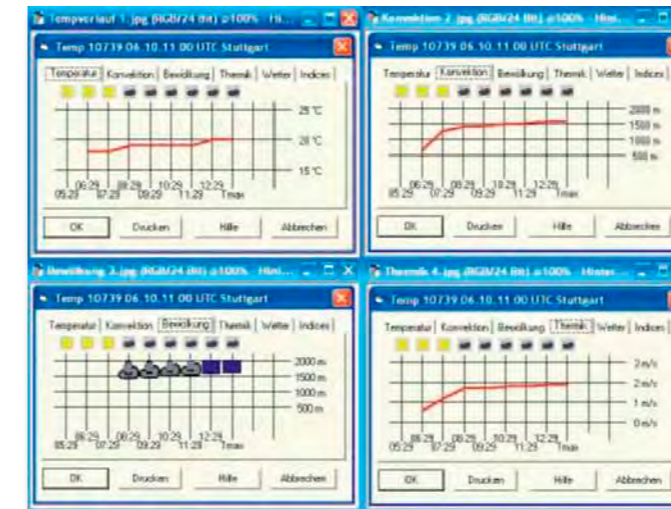 Tempverlauf 1.jpg (RGB/24 Bit) @100% Hi...
Temp 10739 06.10.11 00 UTC Stuttgart
Temperatur Konvektion Bewölkung Thermik Wetter Indices
25 °C
20 °C
15 °C
06:29 08:29 10:29 12:29
05:29 07:29 09:29 11:29 Tmax
OK Drucken Hilfe Abbrechen
Konvektion 2.jpg (RGB/24 Bit) @100% Hint...
Temp 10739 06.10.11 00 UTC Stuttgart
Temperatur Konvektion Bewölkung Thermik Wetter Indices
2000 m
1500 m
1000 m
500 m
06:29 08:29 10:29 12:29
05:29 07:29 09:29 11:29 Tmax
OK Drucken Hilfe Abbrechen
Bewölkung 3.jpg (RGB/24 Bit) @100% Hint...
Temp 10739 06.10.11 00 UTC Stuttgart
Temperatur Konvektion Bewölkung Thermik Wetter Indices
2000 m
1500 m
1000 m
500 m
06:29 08:29 10:29 12:29
05:29 07:29 09:29 11:29 Tmax
OK Drucken Hilfe Abbrechen
Thermik 4.jpg (RGB/24 Bit) @100% Hinter...
Temp 10739 06.10.11 00 UTC Stuttgart
Temperatur Konvektion Bewölkung Thermik Wetter Indices
2 m/s
2 m/s
1 m/s
0 m/s
06:29 08:29 10:29 12:29
05:29 07:29 09:29 11:29 Tmax
OK Drucken Hilfe Abbrechen